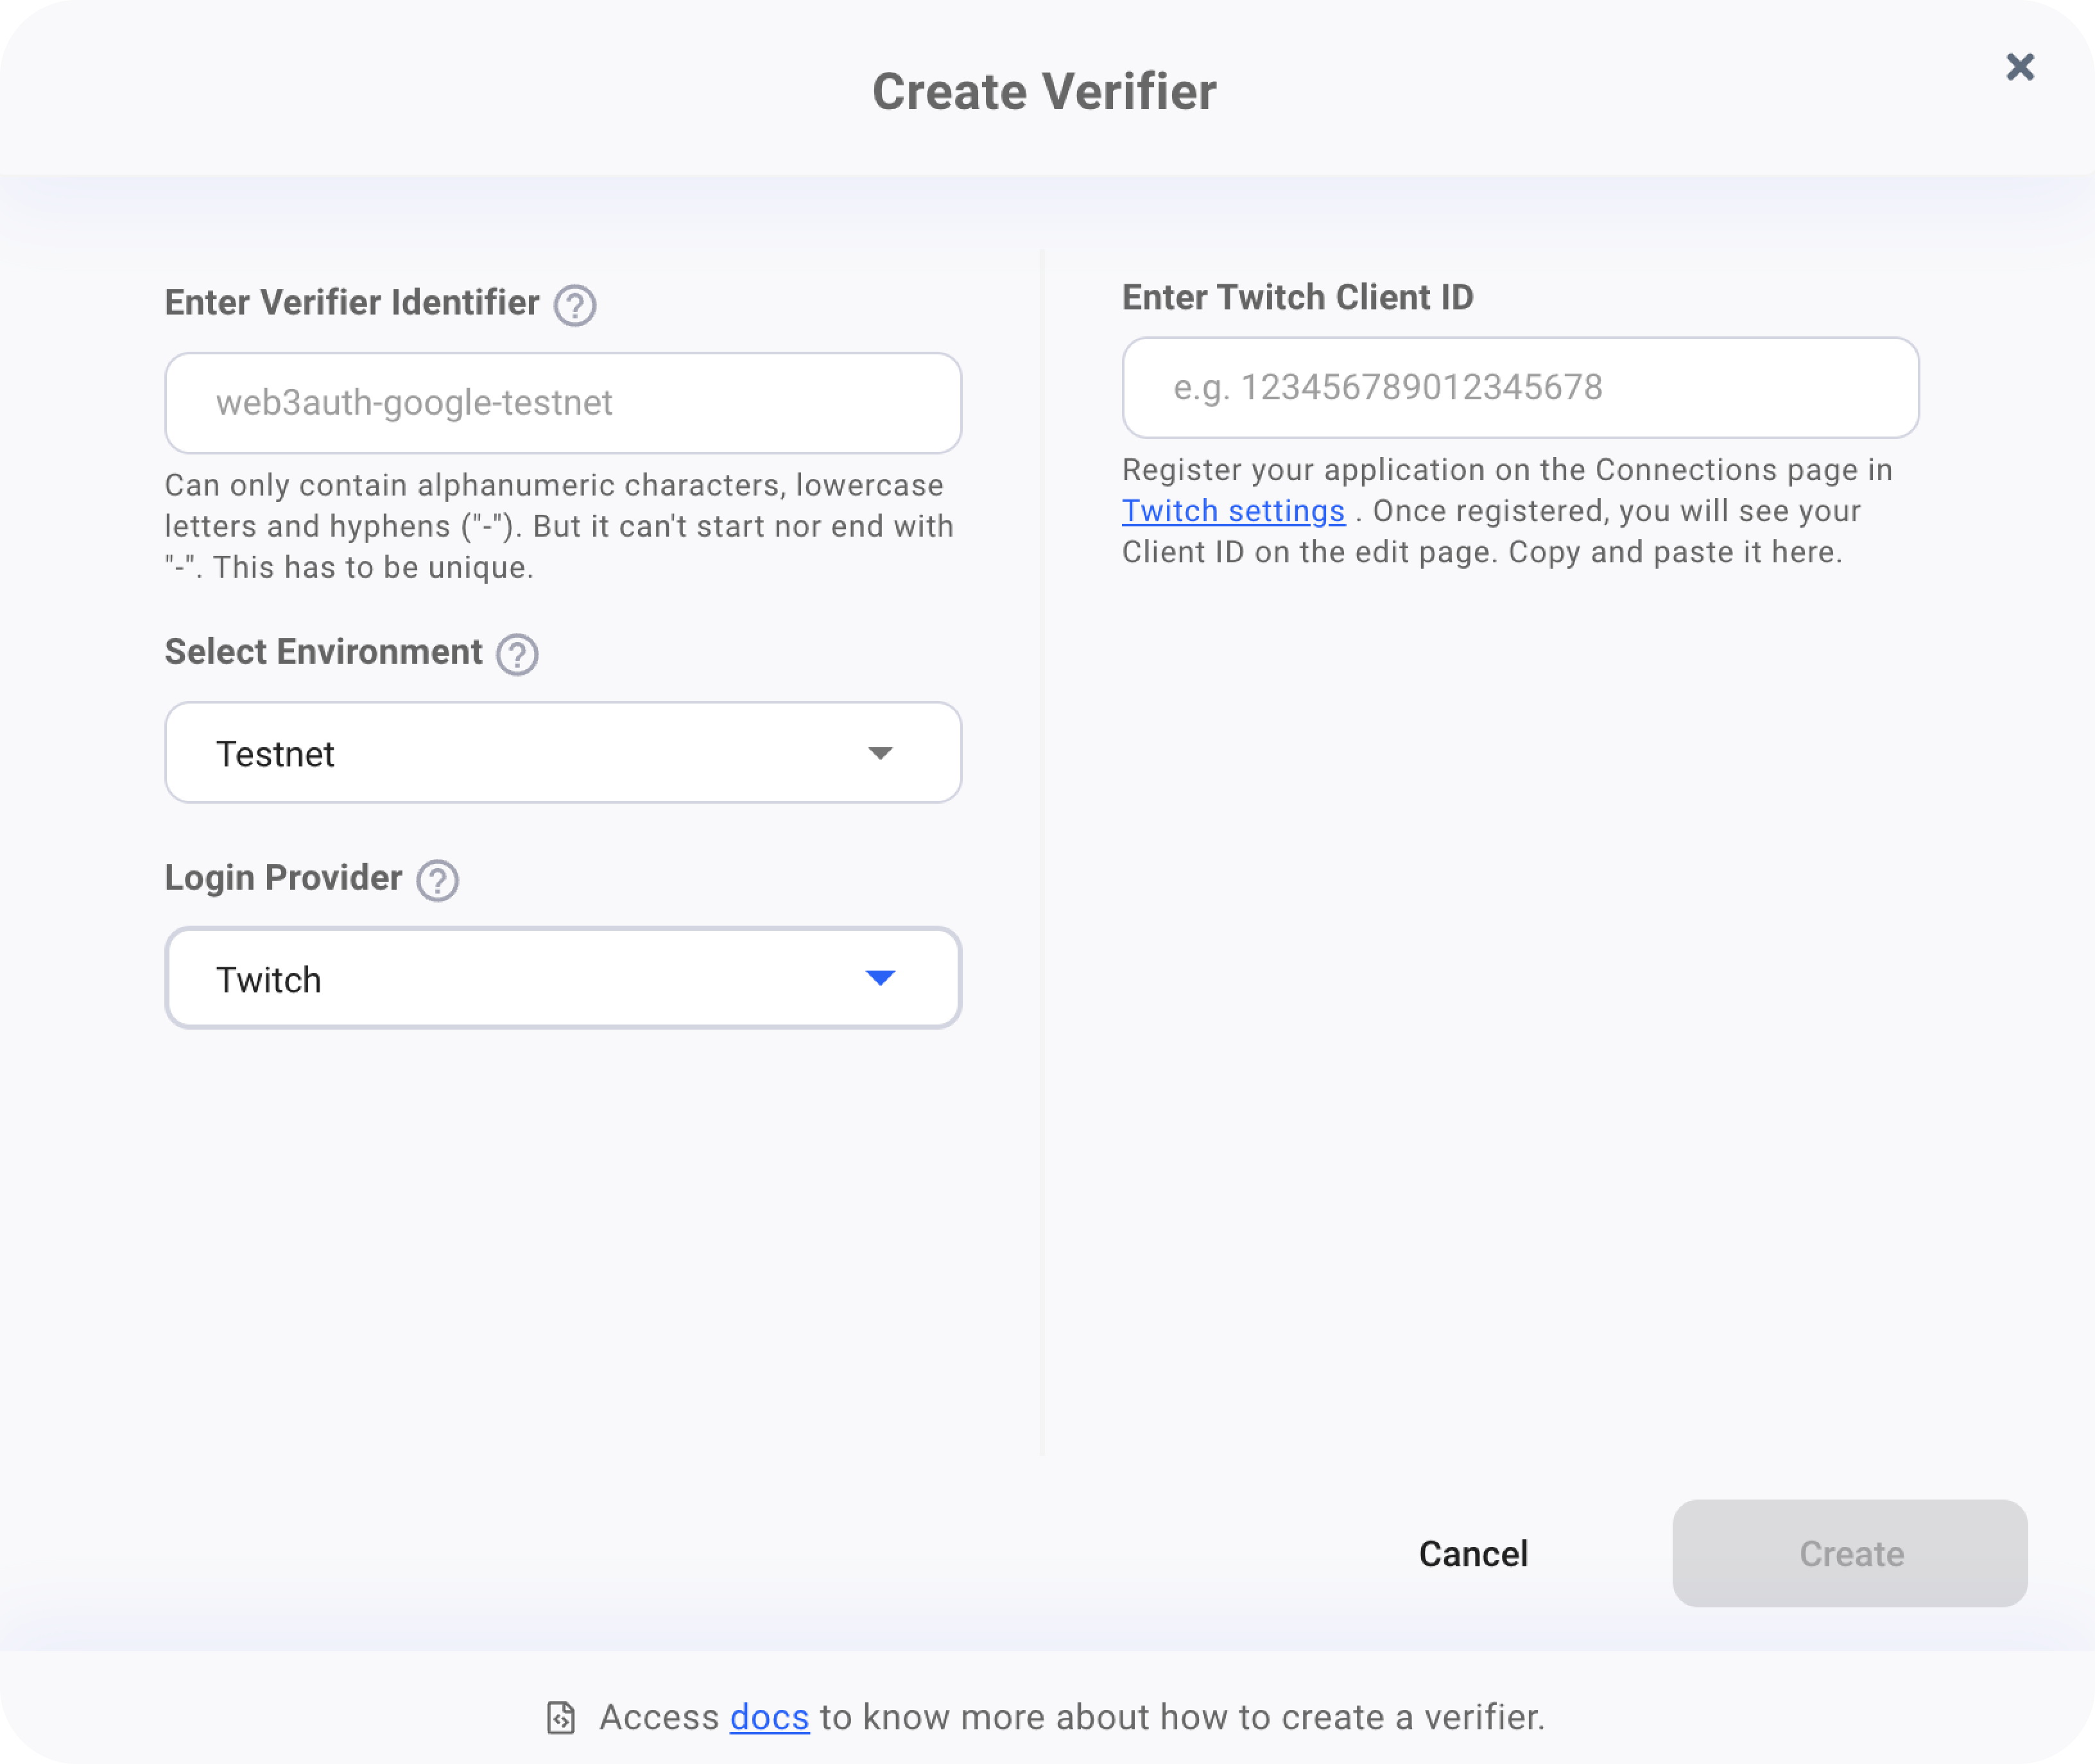 Create Verifier
Enter Verifier Identifier
web3auth-google-testnet
Can only contain alphanumeric characters, lowercase
letters and hyphens ("-"). But it can't start nor end with
"-". This has to be unique.
Select Environment
Testnet
Login Provider
Twitch
Enter Twitch Client ID
e.g. 123456789012345678
Register your application on the Connections page in
Twitch settings . Once registered, you will see your
Client ID on the edit page. Copy and paste it here.
Cancel
Create
Access docs to know more about how to create a verifier.